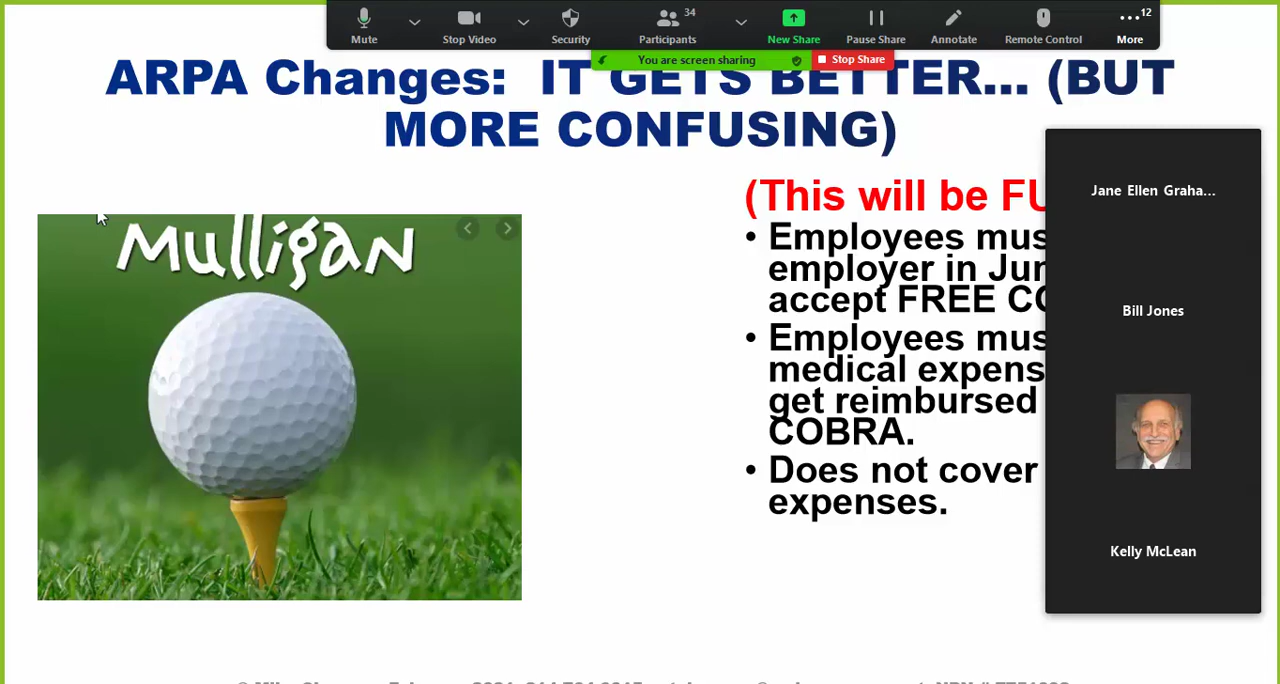 34
12
Mute
Stop Video
Security
Participants
New Share
Pause Share
Annotate
Remote Control
More
You are screen sharing
Stop Share
ARPA Changes: IT GETS BETTER... (BUT
MORE CONFUSING)
Mulligan
(This will be FU
• Employees mus
employer in Jun
accept FREE CO
• Employees mus
medical expens
get reimbursed
COBRA.
• Does not cover
expenses.
Jane Ellen Graha...
Bill Jones
Kelly McLean